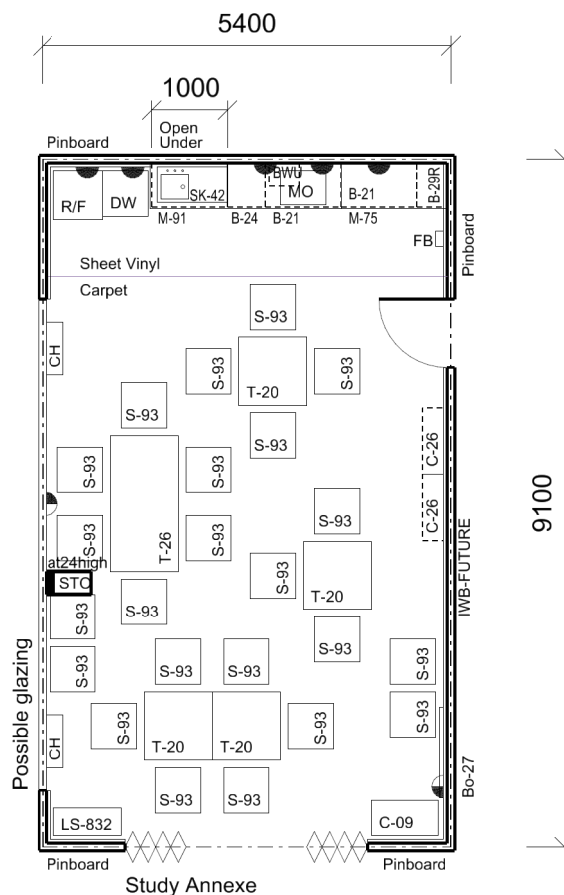 5400
1000
Open
Under
Pinboard
R/F
DW
SK-42
BWU
MO
B-21
B-29R
M-91
B-24
B-21
M-75
FB
Pinboard
Sheet Vinyl
Carpet
S-93
CH
S-93
T-20
S-93
S-93
S-93
C-26
S-93
S-93
T-26
C-26
9100
S-93
S-93
S-93
at24high
STO
S-93
T-20
IWB-FUTURE
S-93
S-93
S-93
Possible glazing
S-93
S-93
S-93
S-93
S-93
CH
S-93
T-20
T-20
S-93
Bo-27
S-93
S-93
LS-832
C-09
Pinboard
Pinboard
Study Annexe